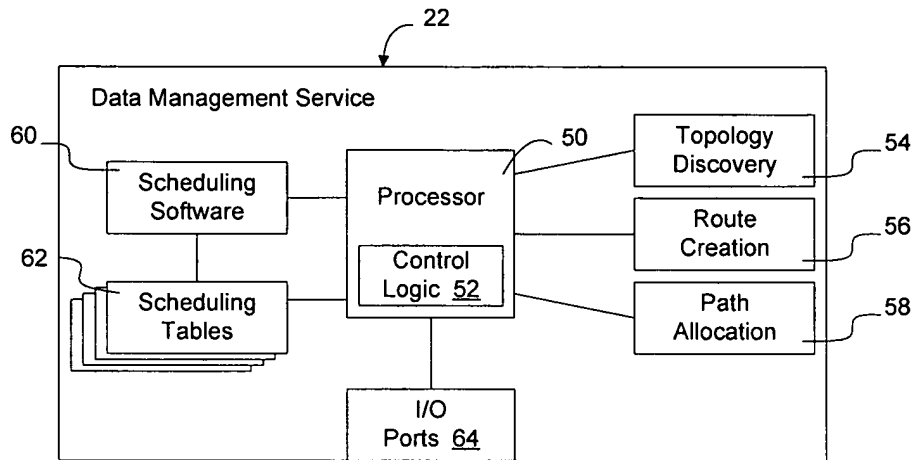 22
Data Management Service
60
Scheduling
Software
62
Scheduling
Tables
50
Processor
Control
Logic 52
Topology
Discovery
54
Route
Creation
56
Path
Allocation
58
I/O
Ports 64